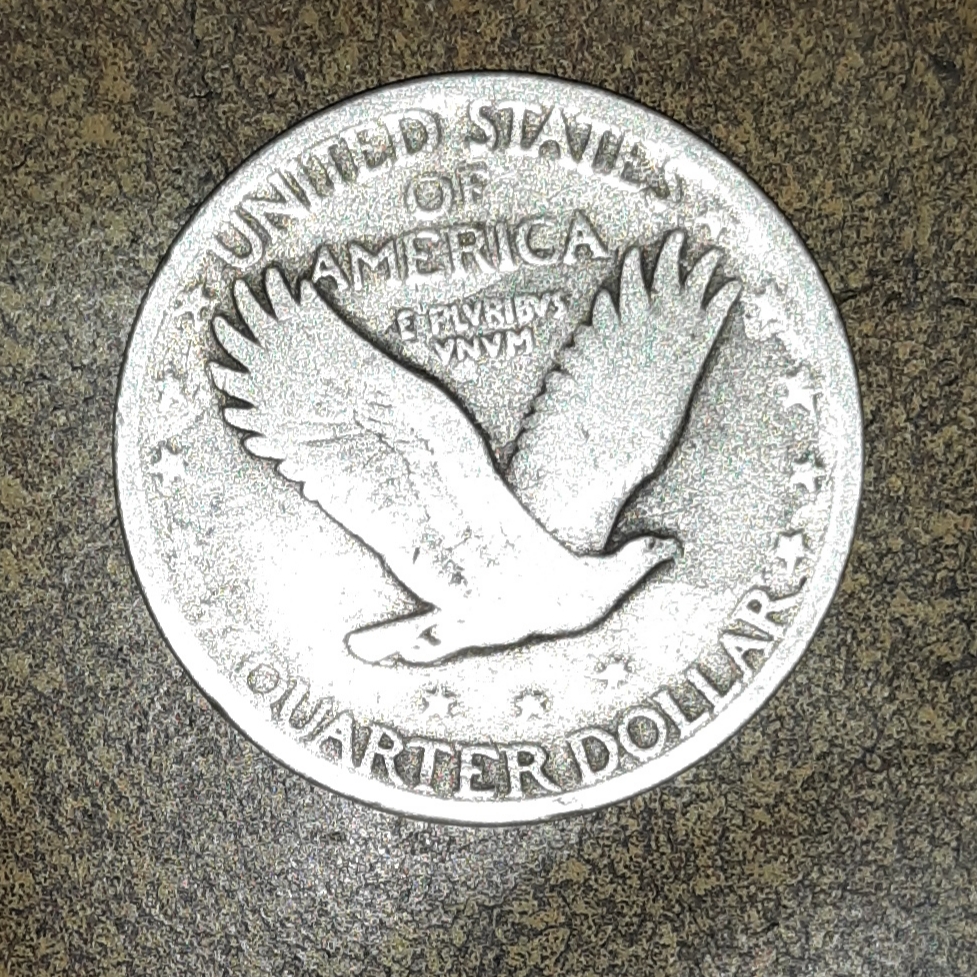 UNITED STATES
OF
AMERICA
E PLVRIBVS
VNVM
QUARTER DOLLAR